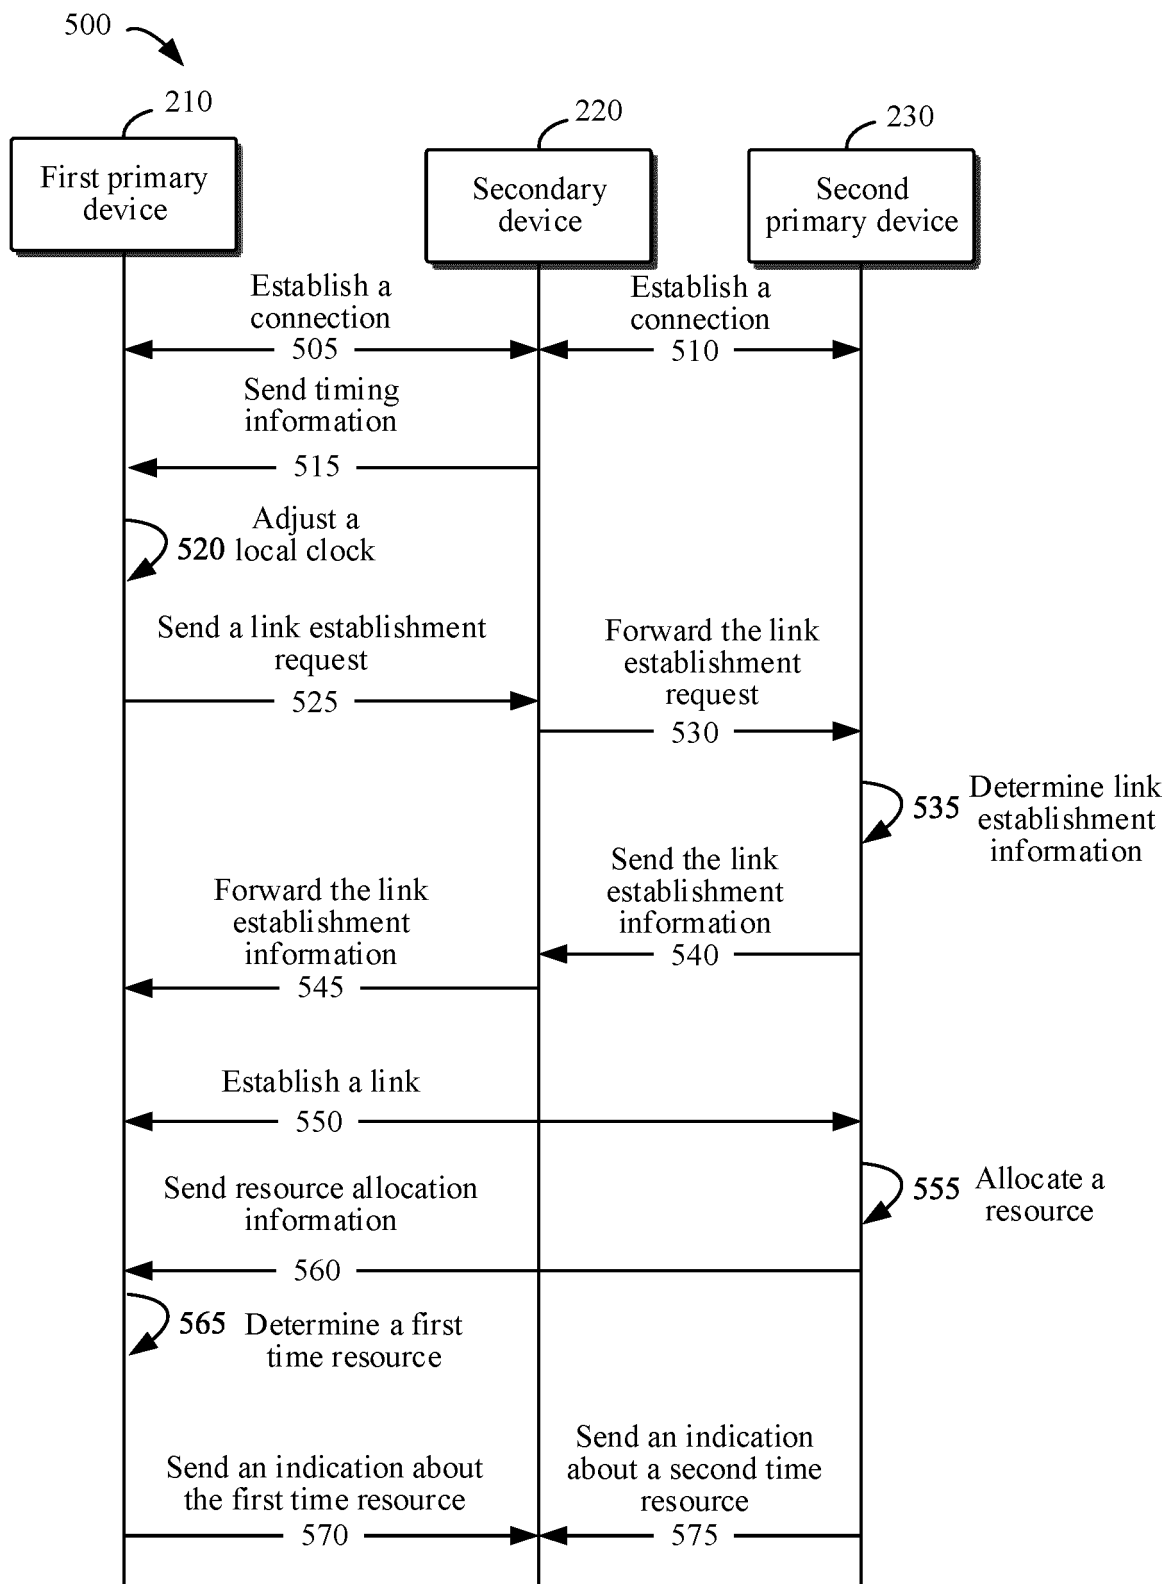 500
210
220
230
First primary
device
Secondary
device
Second
primary device
Establish a
connection
505
Establish a
connection
510
Send timing
information
515
Adjust a
520 local clock
Send a link establishment
request
525
Forward the link
establishment
request
530
535 Determine link
establishment
information
Send the link
establishment
information
540
Forward the link
establishment
information
545
Establish a link
550
555 Allocate a
resource
Send resource allocation
information
560
565 Determine a first
time resource
Send an indication about
the first time resource
570
Send an indication
about a second time
resource
575